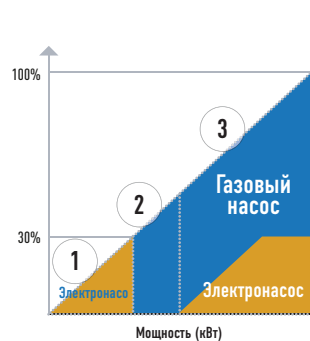 100%
3
Газовый
насос
2
30%
1
Электронасо
Электронасос
Мощность (кВт)